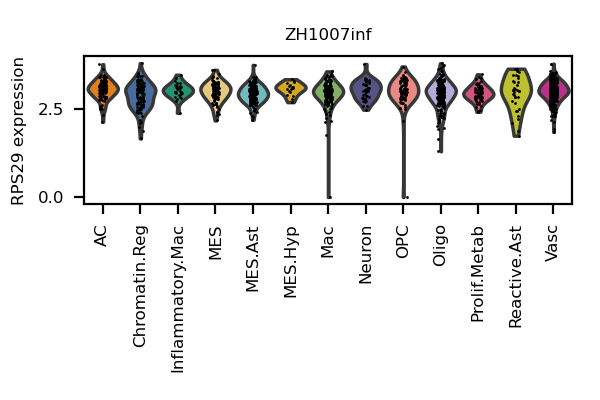 ZH1007inf
RPS29 expression
2.5
0.0
AC
Chromatin.Reg
Inflammatory.Mac
MES
MES.Ast
MES.Hyp
Mac
Neuron
OPC
Oligo
Prolif.Metab
Reactive.Ast
Vasc